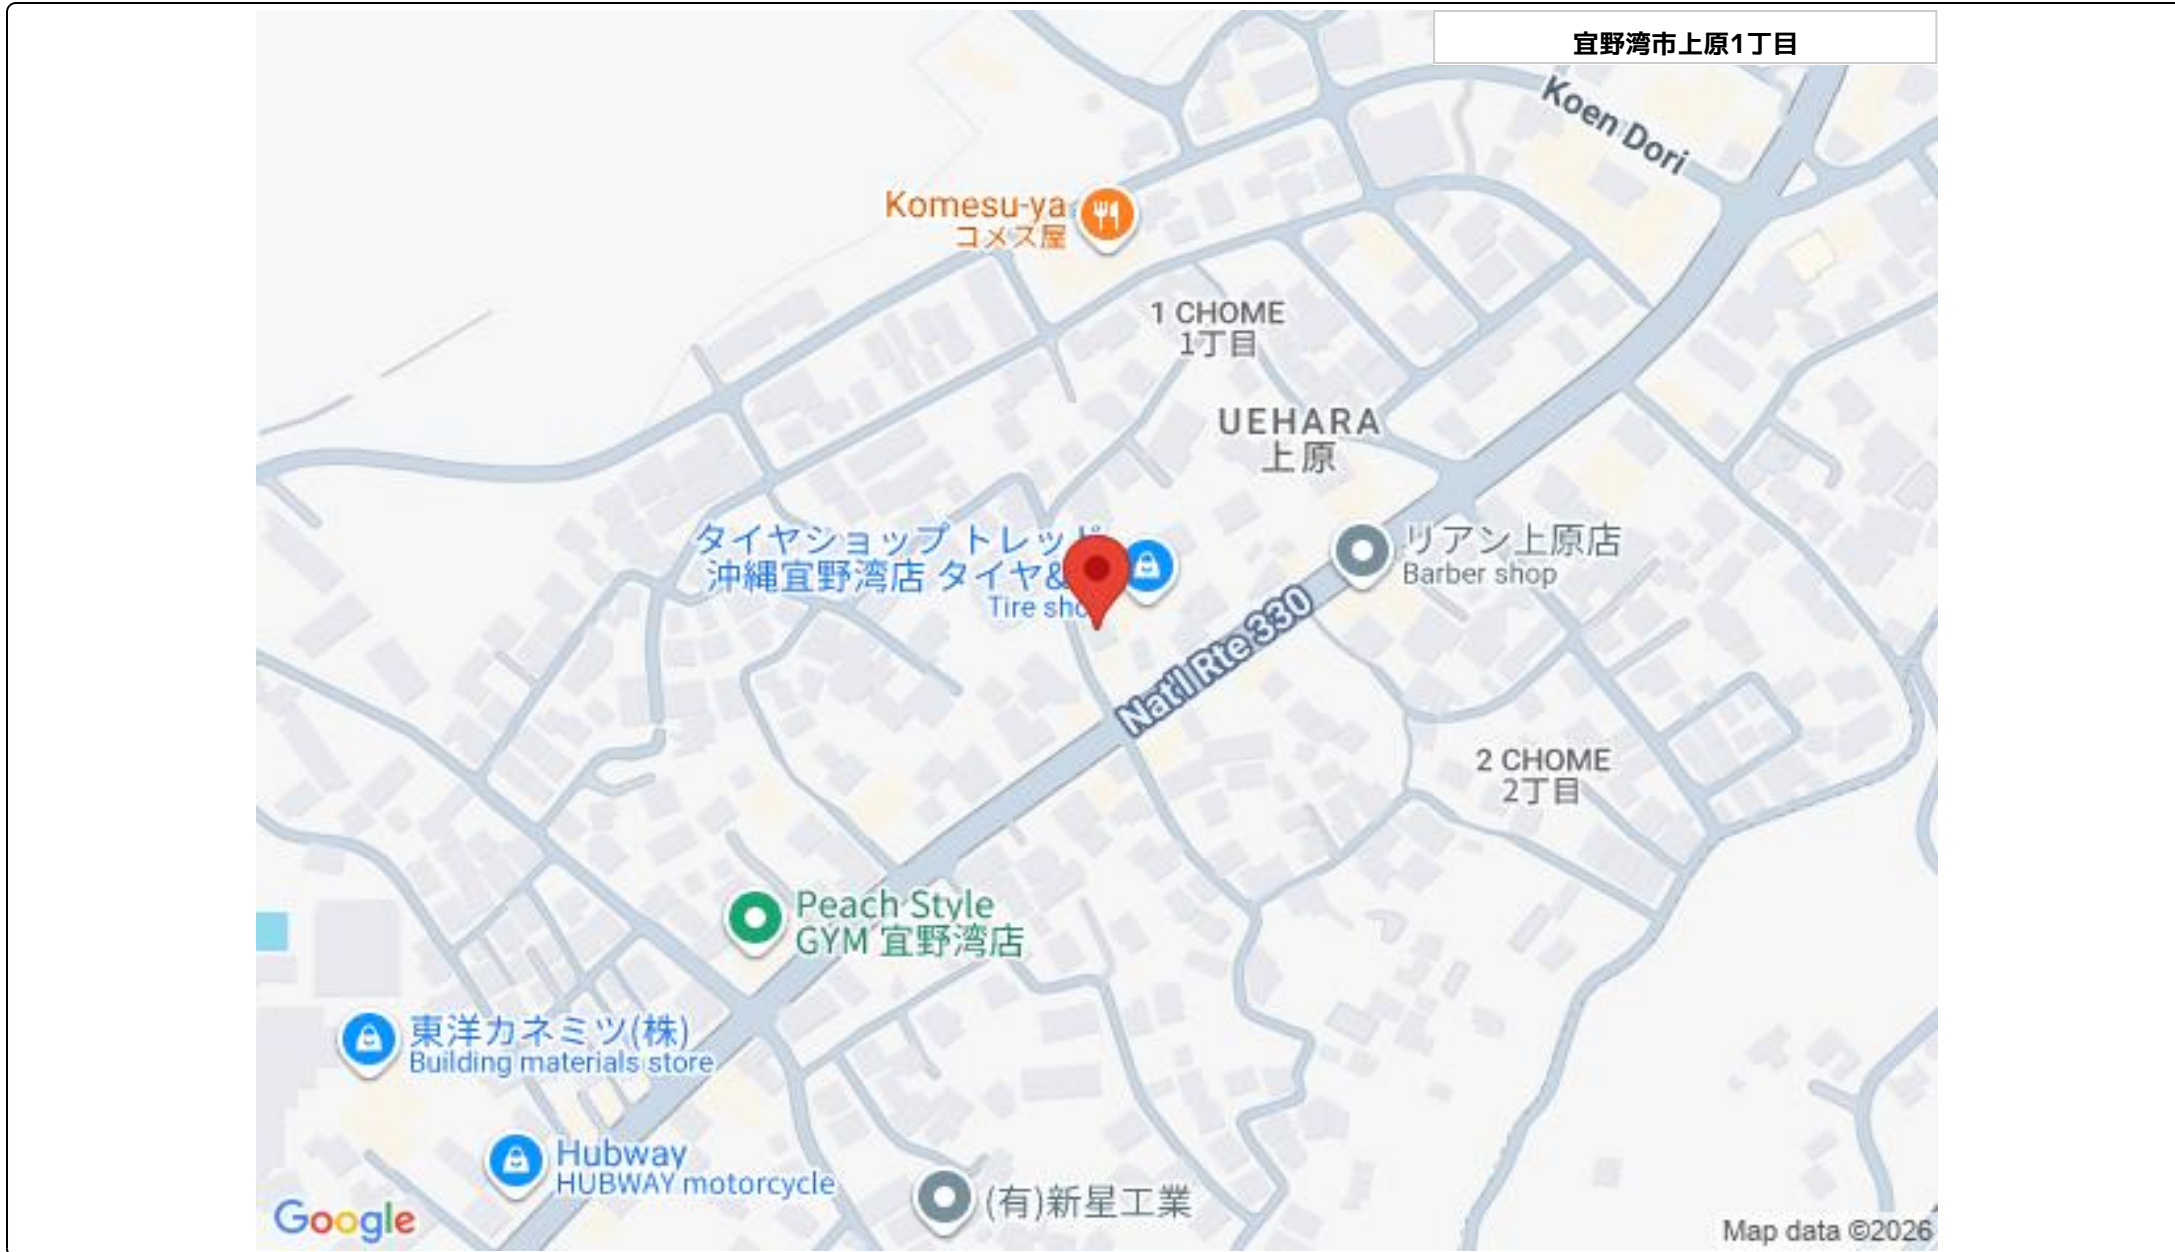 宜野湾市上原1丁目
Koen Dori
Komesu-ya
コメス屋
1 CHOME
1丁目
UEHARA
上原
タイヤショップ トレッド
沖縄宜野湾店 タイヤ&
Tire shop
リアン上原店
Barber shop
Nat'l Rte 330
2 CHOME
2丁目
Peach Style
GYM 宜野湾店
東洋カネミツ(株)
Building materials store
Hubway
HUBWAY motorcycle
(有)新星工業
Google
Map data ©2026